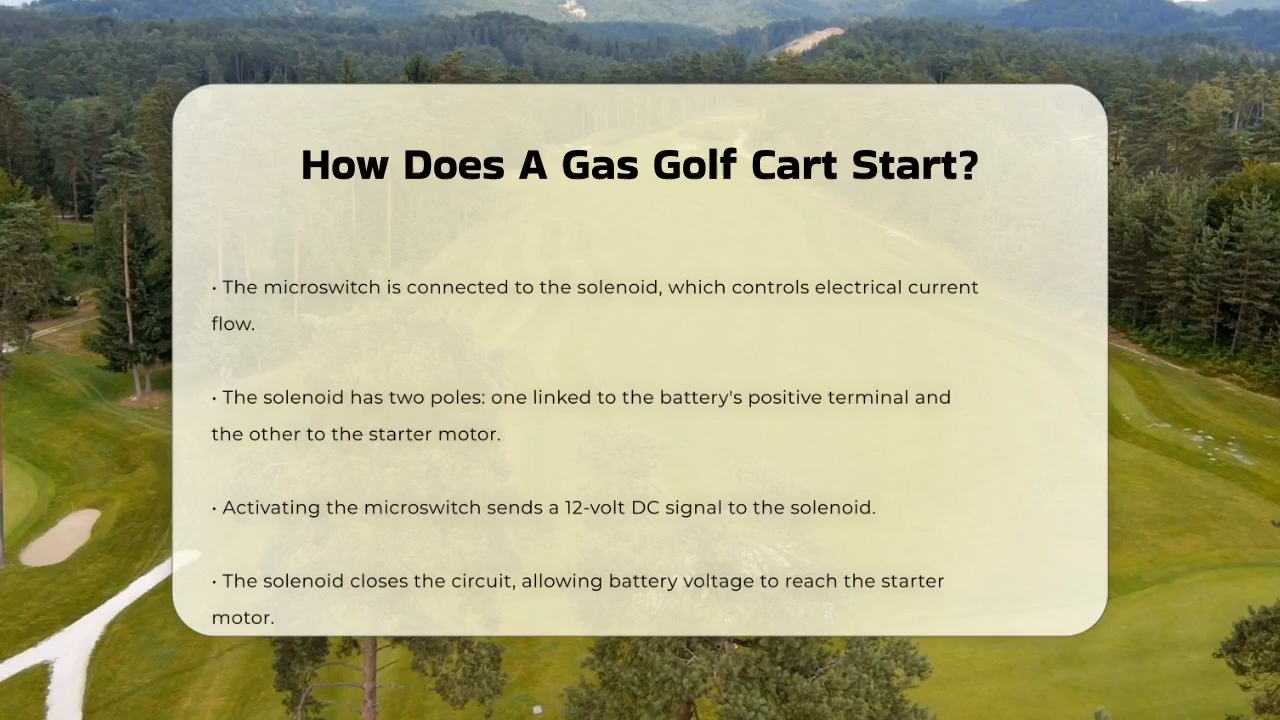 How Does A Gas Golf Cart Start?
• The microswitch is connected to the solenoid, which controls electrical current
flow.
• The solenoid has two poles: one linked to the battery's positive terminal and
the other to the starter motor.
• Activating the microswitch sends a 12-volt DC signal to the solenoid.
• The solenoid closes the circuit, allowing battery voltage to reach the starter
motor.